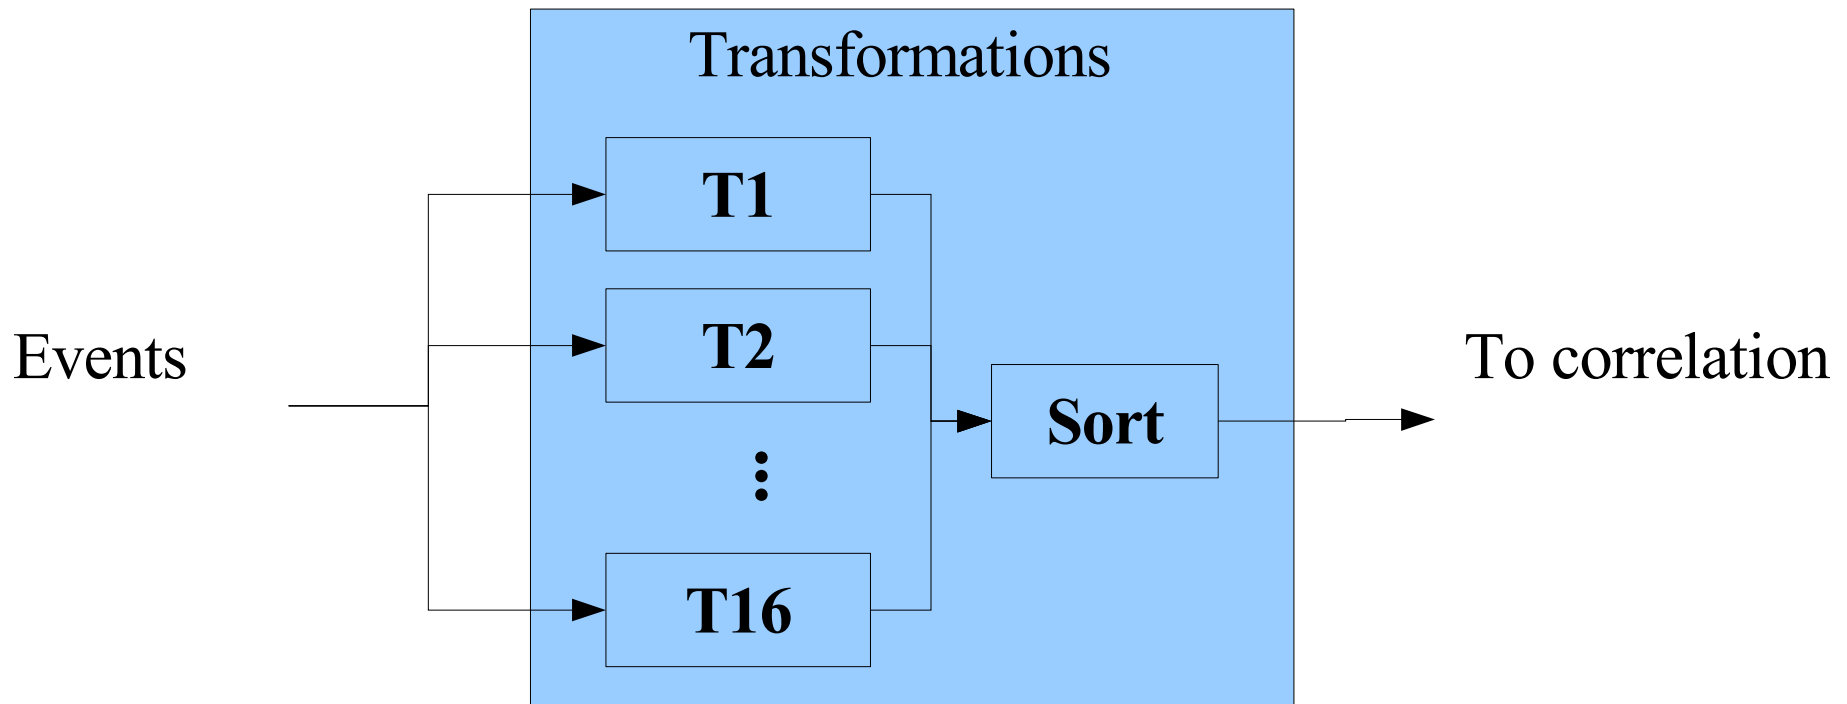 Transformations
T1
T2
Events
To correlation
Sort
T16